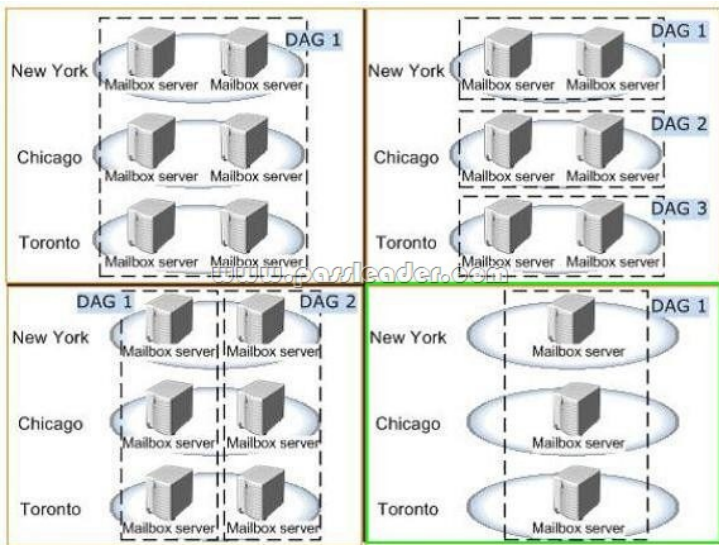 DAG 1
New York
Mailbox server Mailbox server
Chicago
Mailbox server Mailbox server
Toronto
Mailbox server Mailbox server
DAG 1
New York
Mailbox server Mailbox server
DAG 2
Chicago
Mailbox server Mailbox server
DAG 3
Toronto
Mailbox server Mailbox server
www.passleader.com
DAG 1 DAG 2
New York
Mailbox server Mailbox server
Chicago
Mailbox server Mailbox server
Toronto
Mailbox server Mailbox server
DAG 1
New York
Mailbox server
Chicago
Mailbox server
Toronto
Mailbox server